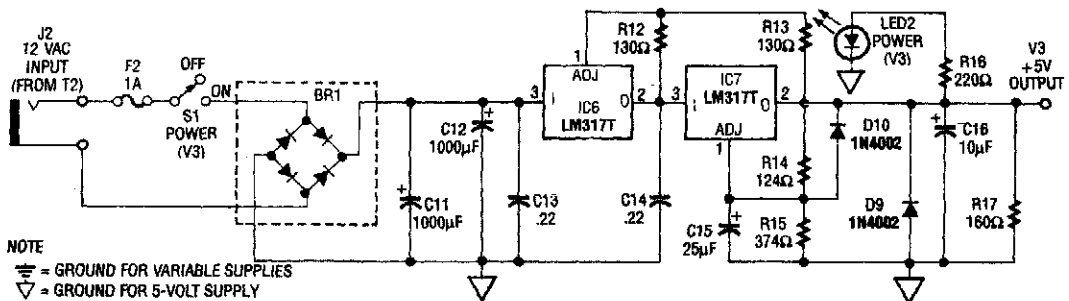 J2
12 VAC
INPUT
(FROM T2)
F2
1A
OFF
ON
S1
POWER
(V3)
BR1
C12
1000µF
C11
1000µF
C13
.22
1
ADJ
3
I
O
2
IC6
LM317T
R12
130Ω
C14
.22
3
I
IC7
LM317T
O
2
ADJ
1
R13
130Ω
LED2
POWER
(V3)
R14
124Ω
R15
374Ω
C15
25µF
D10
1N4002
D9
1N4002
R16
220Ω
C16
10µF
R17
160Ω
V3
+5V
OUTPUT
+
+
+
+
NOTE
= GROUND FOR VARIABLE SUPPLIES
= GROUND FOR 5-VOLT SUPPLY